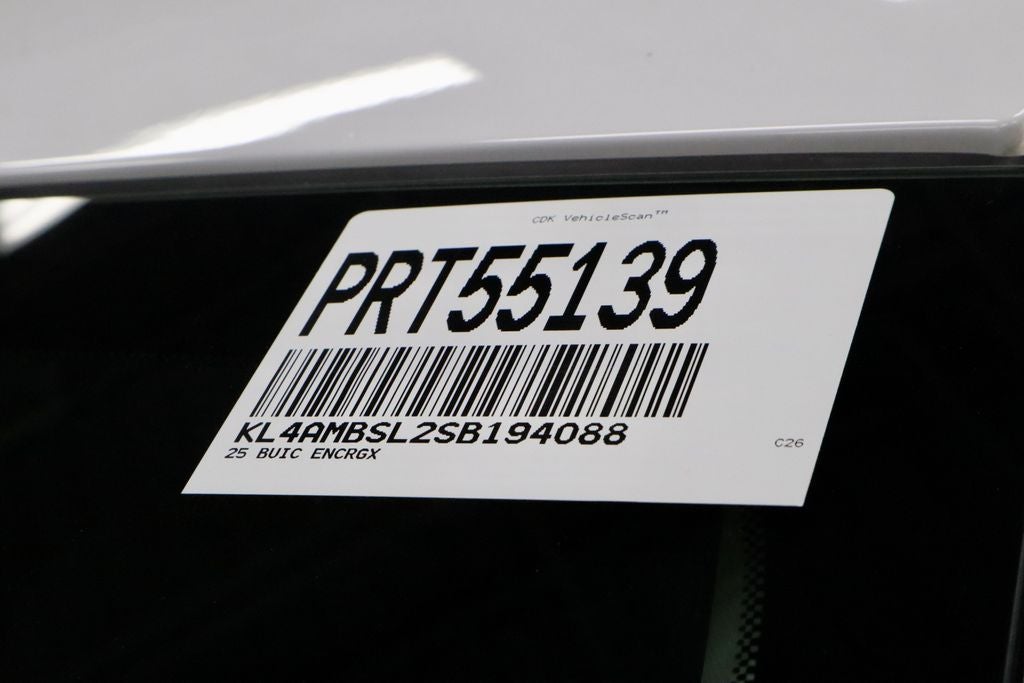 CDK VehicleScan™
PRT55139
KL4AMBSL2SB194088
25 BUIC ENCRGX
C26